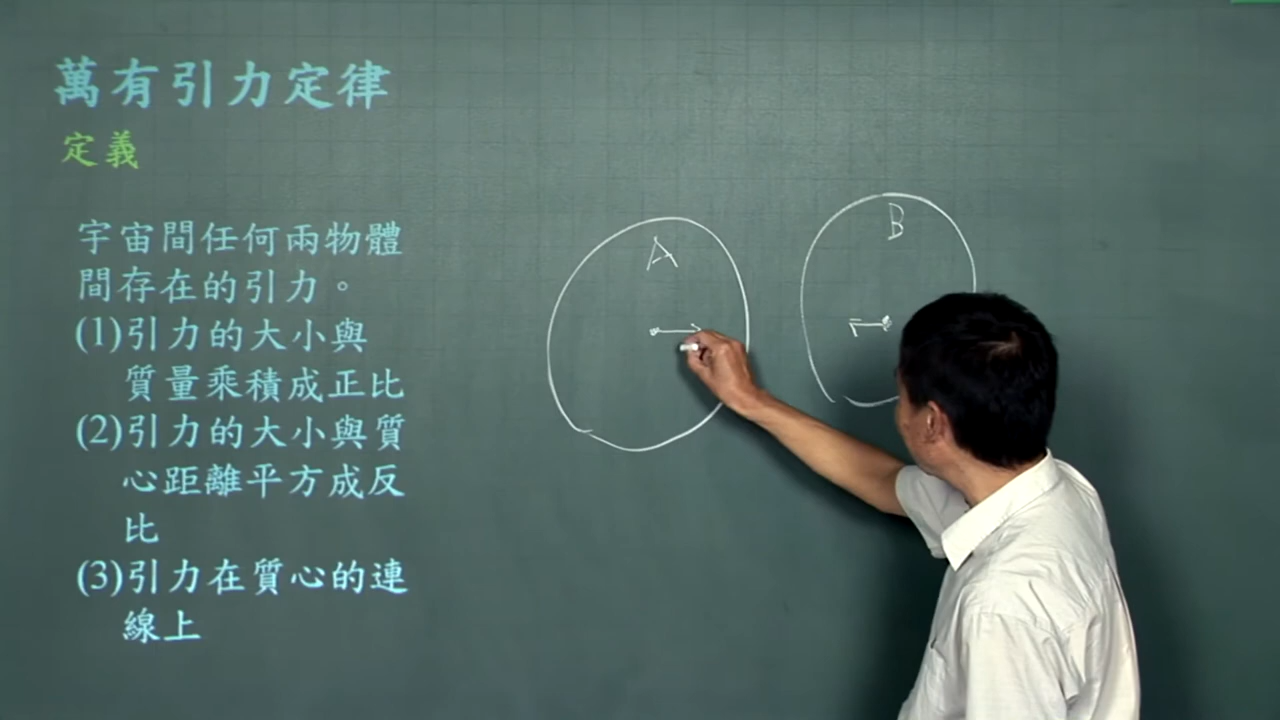 萬有引力定律
定義
宇宙間任何兩物體
間存在的引力。
(1)引力的大小與
質量乘積成正比
(2)引力的大小與質
心距離平方成反
比
(3)引力在質心的連
線上
A
B